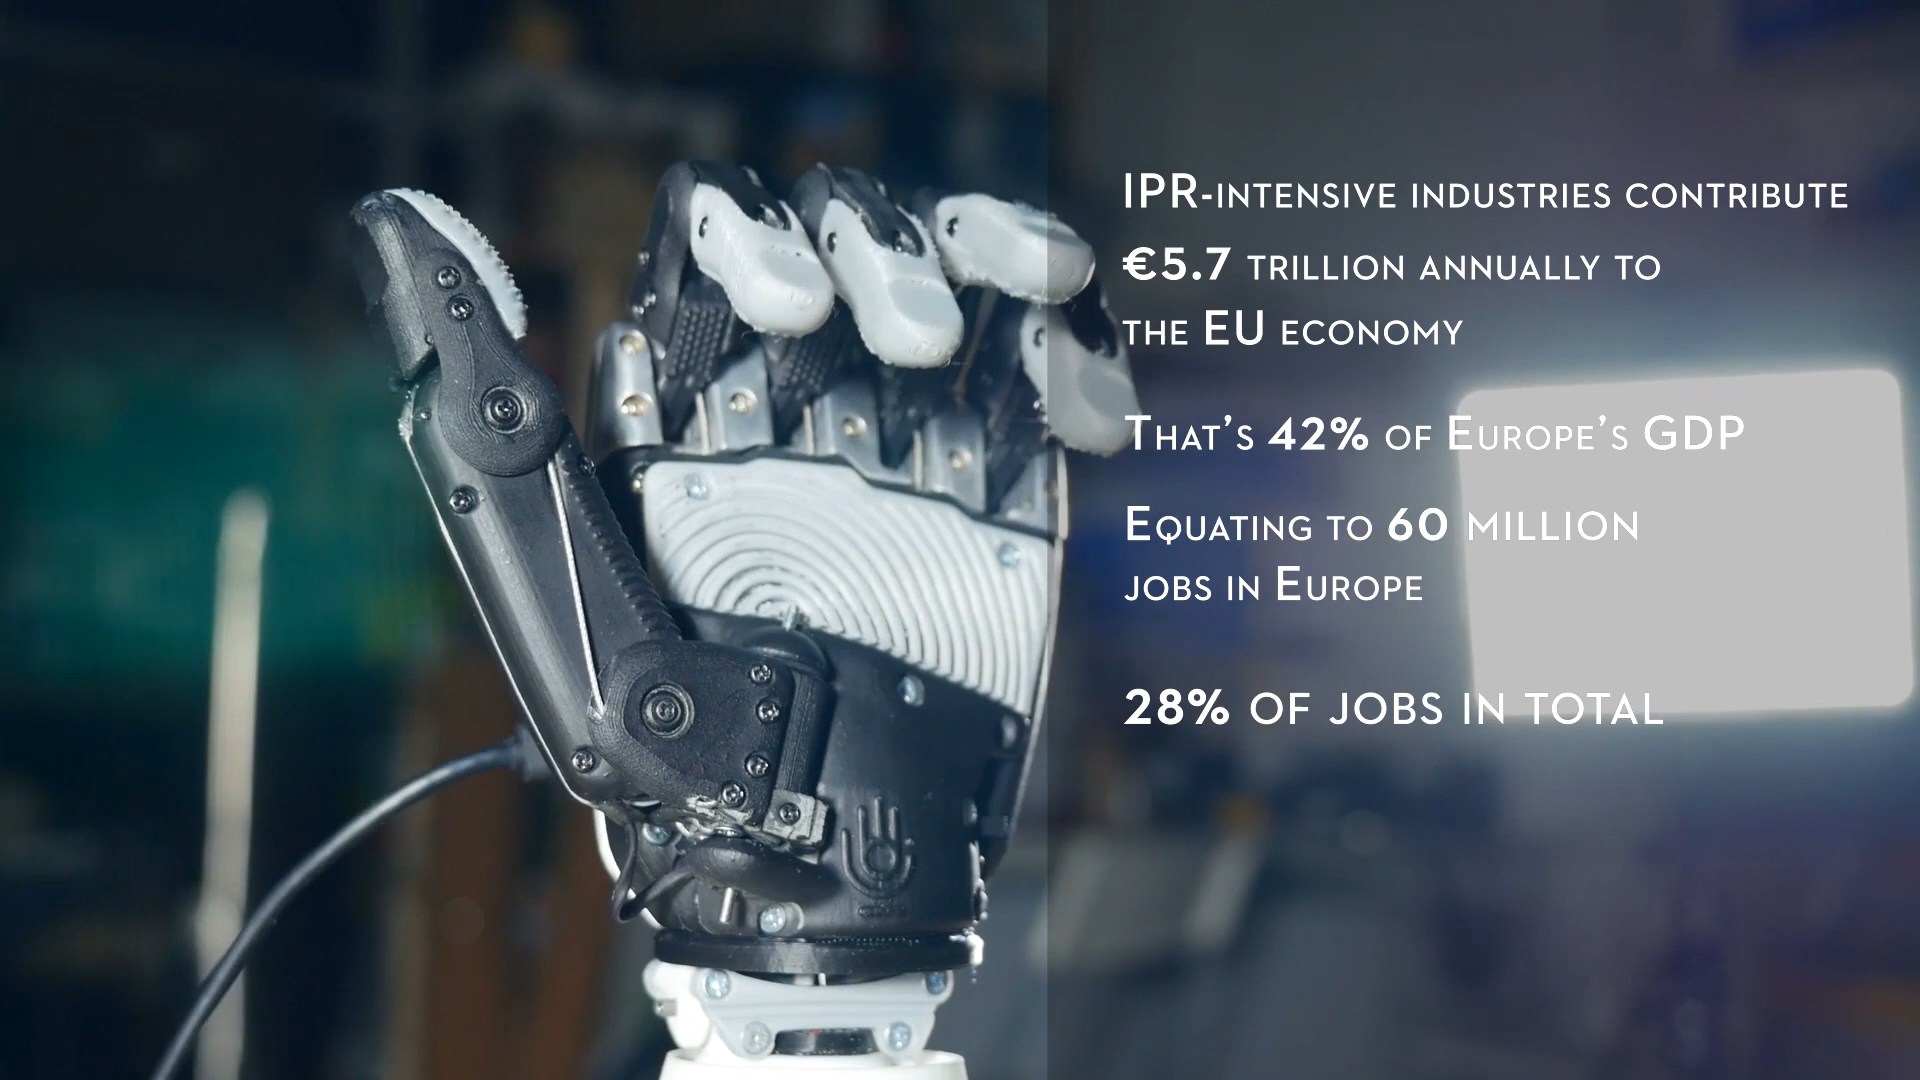 IPR-INTENSIVE INDUSTRIES CONTRIBUTE
€5.7 TRILLION ANNUALLY TO
THE EU ECONOMY
THAT'S 42% OF EUROPE'S GDP
EQUATING TO 60 MILLION
JOBS IN EUROPE
28% OF JOBS IN TOTAL